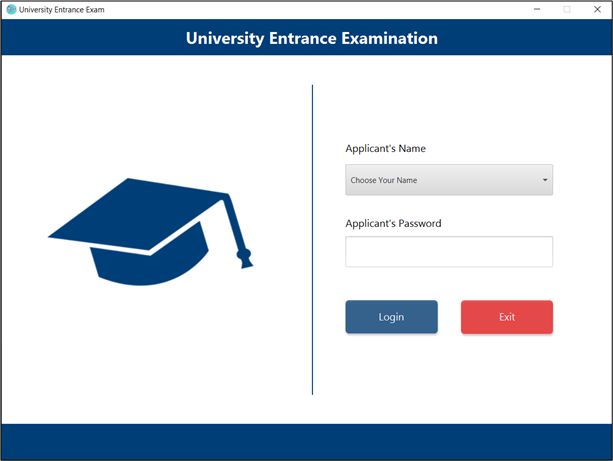 University Entrance Exam
University Entrance Examination
Applicant's Name
Choose Your Name
Applicant's Password
Login
Exit